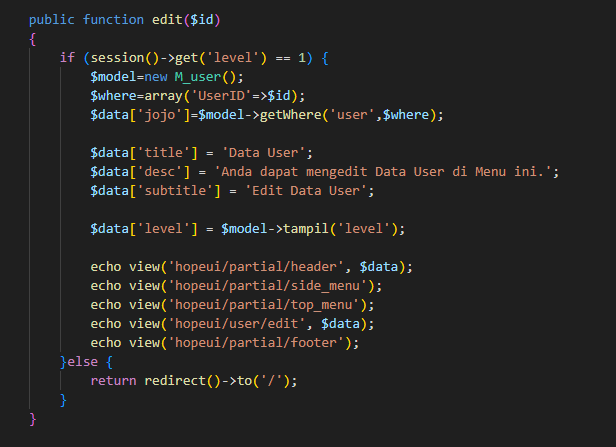 public function edit($id)
{
if (session()->get('level') == 1) {
$model=new M_user();
$where=array('UserID'=>$id);
$data['jojo']=$model->getWhere('user',$where);
$data['title'] = 'Data User';
$data['desc'] = 'Anda dapat mengedit Data User di Menu ini.';
$data['subtitle'] = 'Edit Data User';
$data['level'] = $model->tampil('level');
echo view('hopeui/partial/header', $data);
echo view('hopeui/partial/side_menu');
echo view('hopeui/partial/top_menu');
echo view('hopeui/user/edit', $data);
echo view('hopeui/partial/footer');
}else {
return redirect()->to('/');
}
}